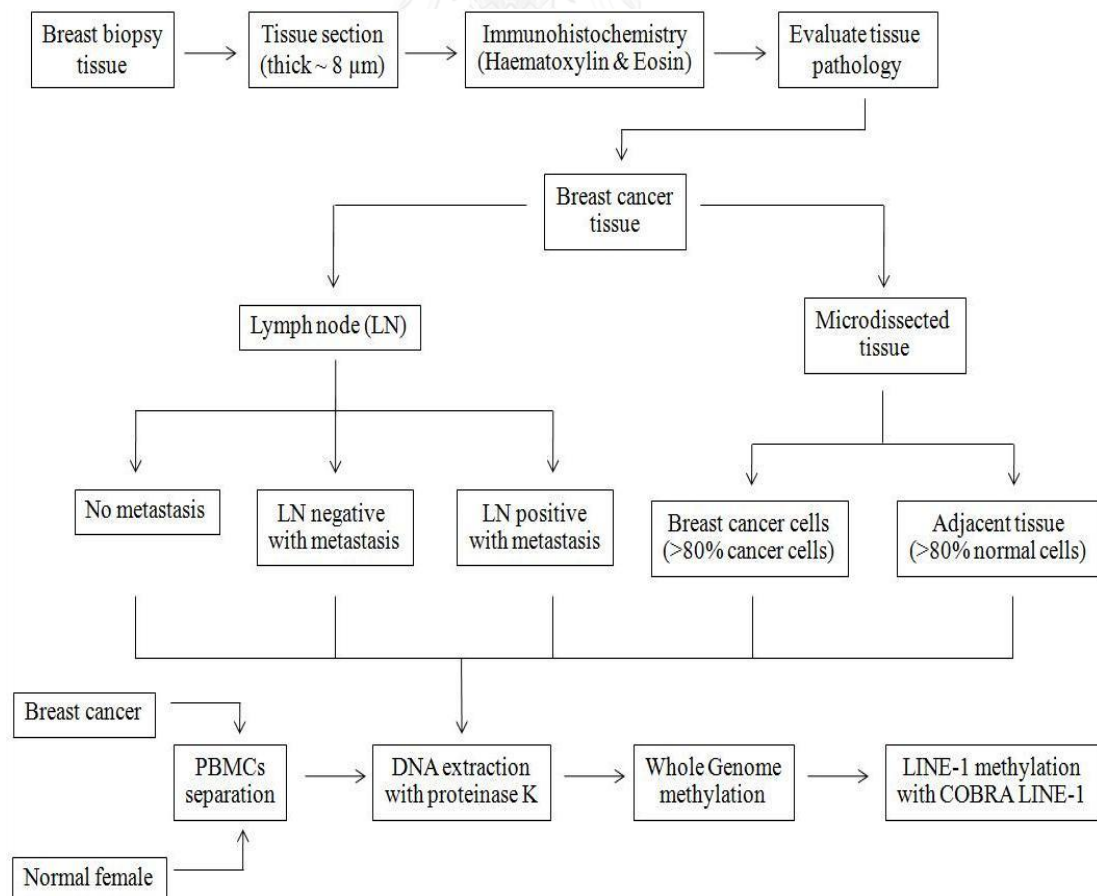 Breast biopsy
tissue
Tissue section
(thick ~ 8 µm)
Immunohistochemistry
(Haematoxylin & Eosin)
Evaluate tissue
pathology
Breast cancer
tissue
Lymph node (LN)
Microdissected
tissue
No metastasis
LN negative
with metastasis
LN positive
with metastasis
Breast cancer cells
(>80% cancer cells)
Adjacent tissue
(>80% normal cells)
Breast cancer
PBMCs
separation
DNA extraction
with proteinase K
Whole Genome
methylation
LINE-1 methylation
with COBRA LINE-1
Normal female